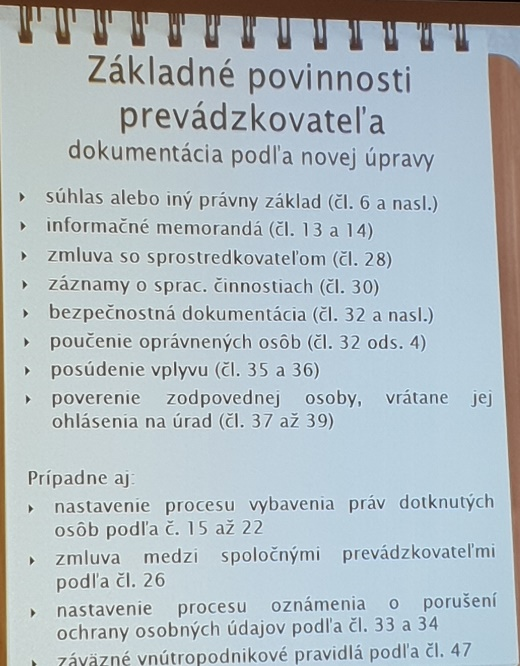 Základné povinnosti
prevádzkovateľa
dokumentácia podľa novej úpravy
súhlas alebo iný právny základ (čl. 6 a nasl.)
informačné memorandá (čl. 13 a 14)
zmluva so sprostredkovateľom (čl. 28)
záznamy o sprac. činnostiach (čl. 30)
bezpečnostná dokumentácia (čl. 32 a nasl.)
poučenie oprávnených osôb (čl. 32 ods. 4)
posúdenie vplyvu (čl. 35 a 36)
poverenie zodpovednej osoby, vrátane jej
ohlásenia na úrad (čl. 37 až 39)
Prípadne aj:
nastavenie procesu vybavenia práv dotknutých
osôb podľa č. 15 až 22
zmluva medzi spoločnými prevádzkovateľmi
podľa čl. 26
nastavenie procesu oznámenia o porušení
ochrany osobných údajov podľa čl. 33 a 34
záväzné vnútropodnikové pravidlá podľa čl. 47